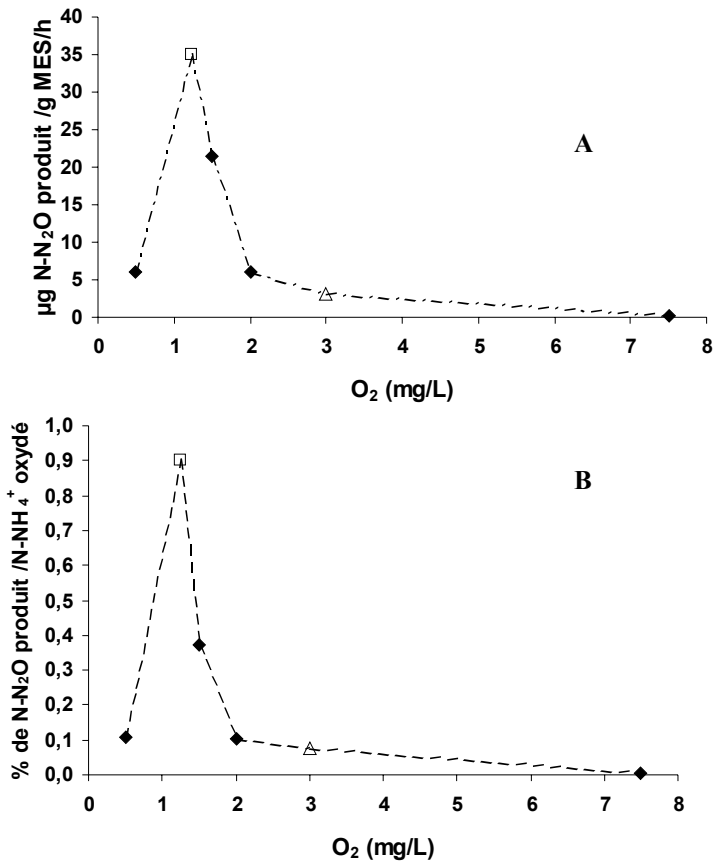 µg N-N₂O produit /g MES/h
40
35
30
25
20
15
10
5
0
A
0 1 2 3 4 5 6 7 8
O₂ (mg/L)
% de N-N₂O produit /N-NH₄⁺ oxydé
1,0
0,9
0,8
0,7
0,6
0,5
0,4
0,3
0,2
0,1
0,0
B
0 1 2 3 4 5 6 7 8
O₂ (mg/L)